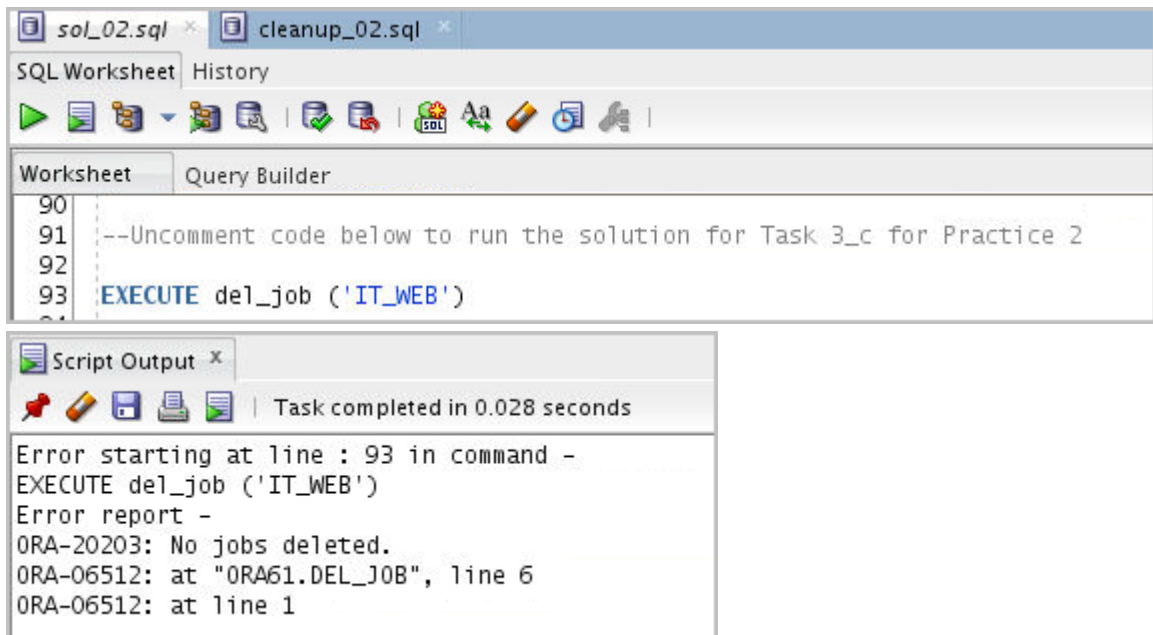 sol_02.sql × cleanup_02.sql ×
SQL Worksheet History
Worksheet Query Builder
90
91 --Uncomment code below to run the solution for Task 3_c for Practice 2
92
93 EXECUTE del_job ('IT_WEB')
Script Output x
Task completed in 0.028 seconds
Error starting at line : 93 in command -
EXECUTE del_job ('IT_WEB')
Error report -
ORA-20203: No jobs deleted.
ORA-06512: at "ORA61.DEL_JOB", line 6
ORA-06512: at line 1